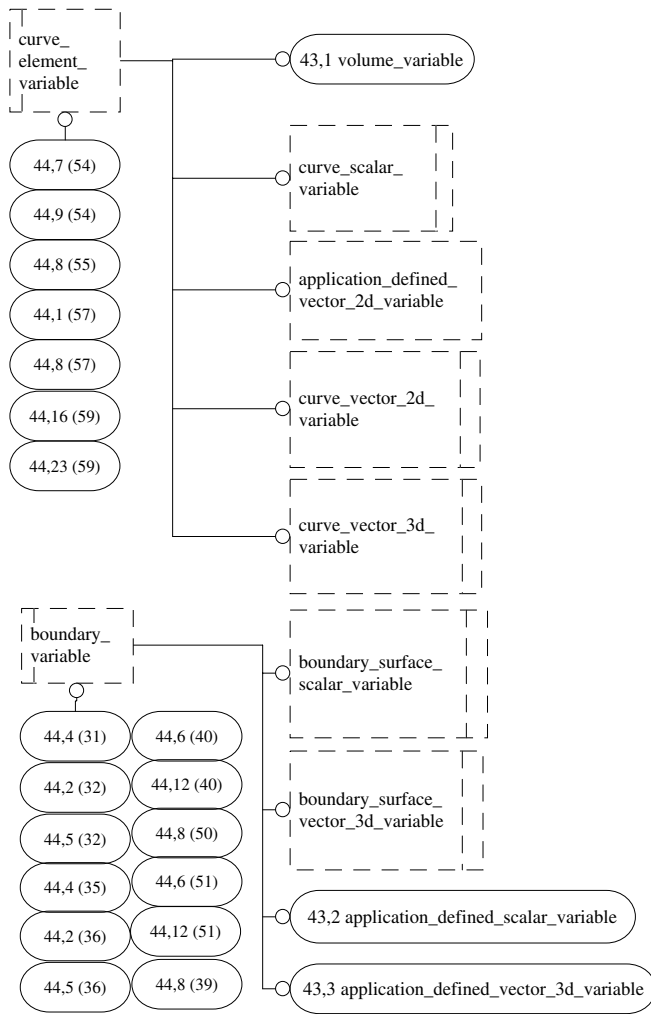 curve_
element_
variable
43,1 volume_variable
44,7 (54)
44,9 (54)
44,8 (55)
44,1 (57)
44,8 (57)
44,16 (59)
44,23 (59)
curve_scalar_
variable
application_defined_
vector_2d_variable
curve_vector_2d_
variable
curve_vector_3d_
variable
boundary_
variable
44,4 (31)
44,2 (32)
44,5 (32)
44,4 (35)
44,2 (36)
44,5 (36)
44,6 (40)
44,12 (40)
44,8 (50)
44,6 (51)
44,12 (51)
44,8 (39)
boundary_surface_
scalar_variable
boundary_surface_
vector_3d_variable
43,2 application_defined_scalar_variable
43,3 application_defined_vector_3d_variable